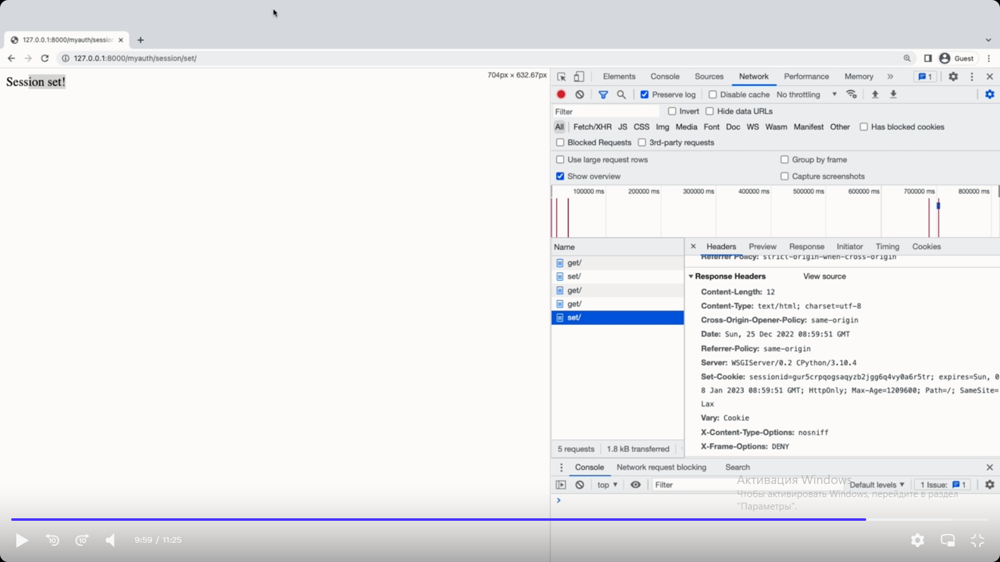 127.0.0.1:8000/myauth/sessio
127.0.0.1:8000/myauth/session/set/
Guest
Session set!
704px × 632.67px
Elements Console Sources Network Performance Memory » 1
Preserve log Disable cache No throttling
Filter Invert Hide data URLs
All Fetch/XHR JS CSS Img Media Font Doc WS Wasm Manifest Other Has blocked cookies
Blocked Requests 3rd-party requests
Use large request rows Group by frame
Show overview Capture screenshots
100000 ms 200000 ms 300000 ms 400000 ms 500000 ms 600000 ms 700000 ms 800000 ms
Name
get/
set/
get/
get/
set/
5 requests 1.8 kB transferred
Headers Preview Response Initiator Timing Cookies
Referrer Policy: strict-origin-when-cross-origin
Response Headers View source
Content-Length: 12
Content-Type: text/html; charset=utf-8
Cross-Origin-Opener-Policy: same-origin
Date: Sun, 25 Dec 2022 08:59:51 GMT
Referrer-Policy: same-origin
Server: WSGIServer/0.2 CPython/3.10.4
Set-Cookie: sessionid=gur5crpqogsaqyzb2jgg6q4vy0a6r5tr; expires=Sun, 0
8 Jan 2023 08:59:51 GMT; HttpOnly; Max-Age=1209600; Path=/; SameSite=
Lax
Vary: Cookie
X-Content-Type-Options: nosniff
X-Frame-Options: DENY
Console Network request blocking Search
top Filter Default levels 1 Issue: 1
Активация Windows
Чтобы активировать Windows, перейдите в раздел
"Параметры".
10 10 9:59 / 11:25